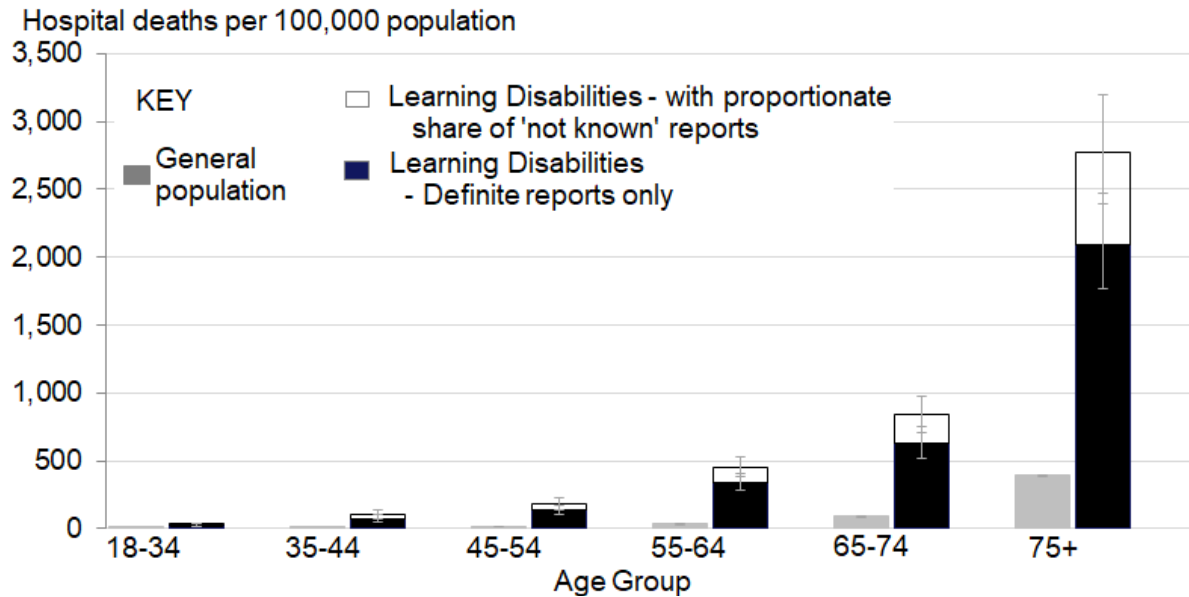 Hospital deaths per 100,000 population
3,500
3,000
2,500
2,000
1,500
1,000
500
0
KEY
Learning Disabilities - with proportionate
share of 'not known' reports
General
population
Learning Disabilities
- Definite reports only
18-34 35-44 45-54 55-64 65-74 75+
Age Group